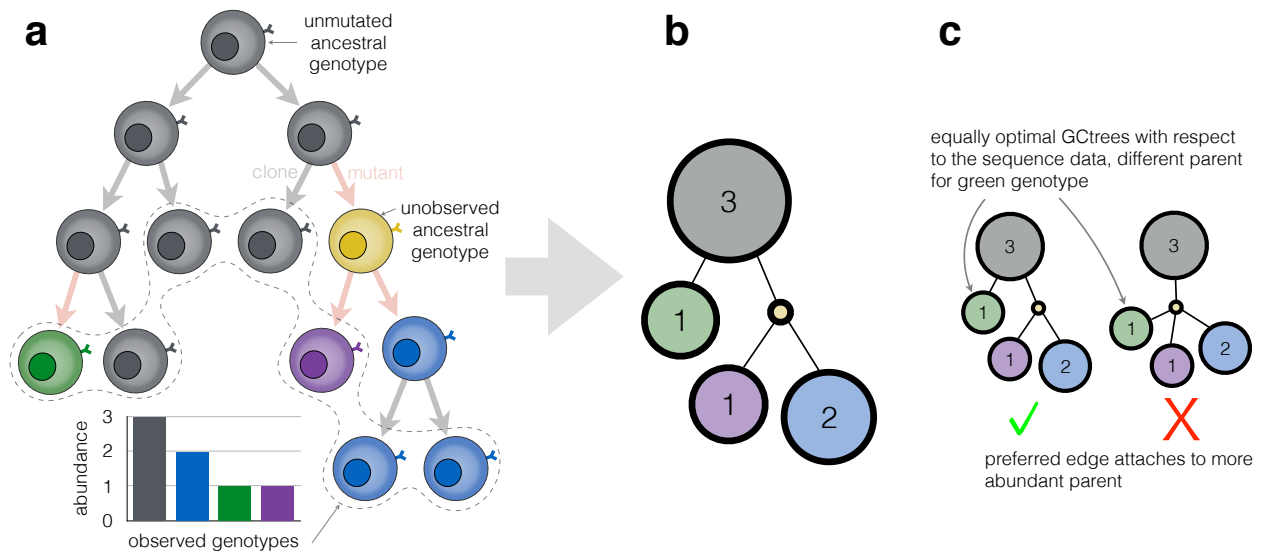 a
unmutated
ancestral
genotype
clone
mutant
unobserved
ancestral
genotype
abundance
3
2
1
0
observed genotypes
b
3
1
1
2
c
equally optimal GCtrees with respect
to the sequence data, different parent
for green genotype
3
1
1
2
3
1
1
2
preferred edge attaches to more
abundant parent